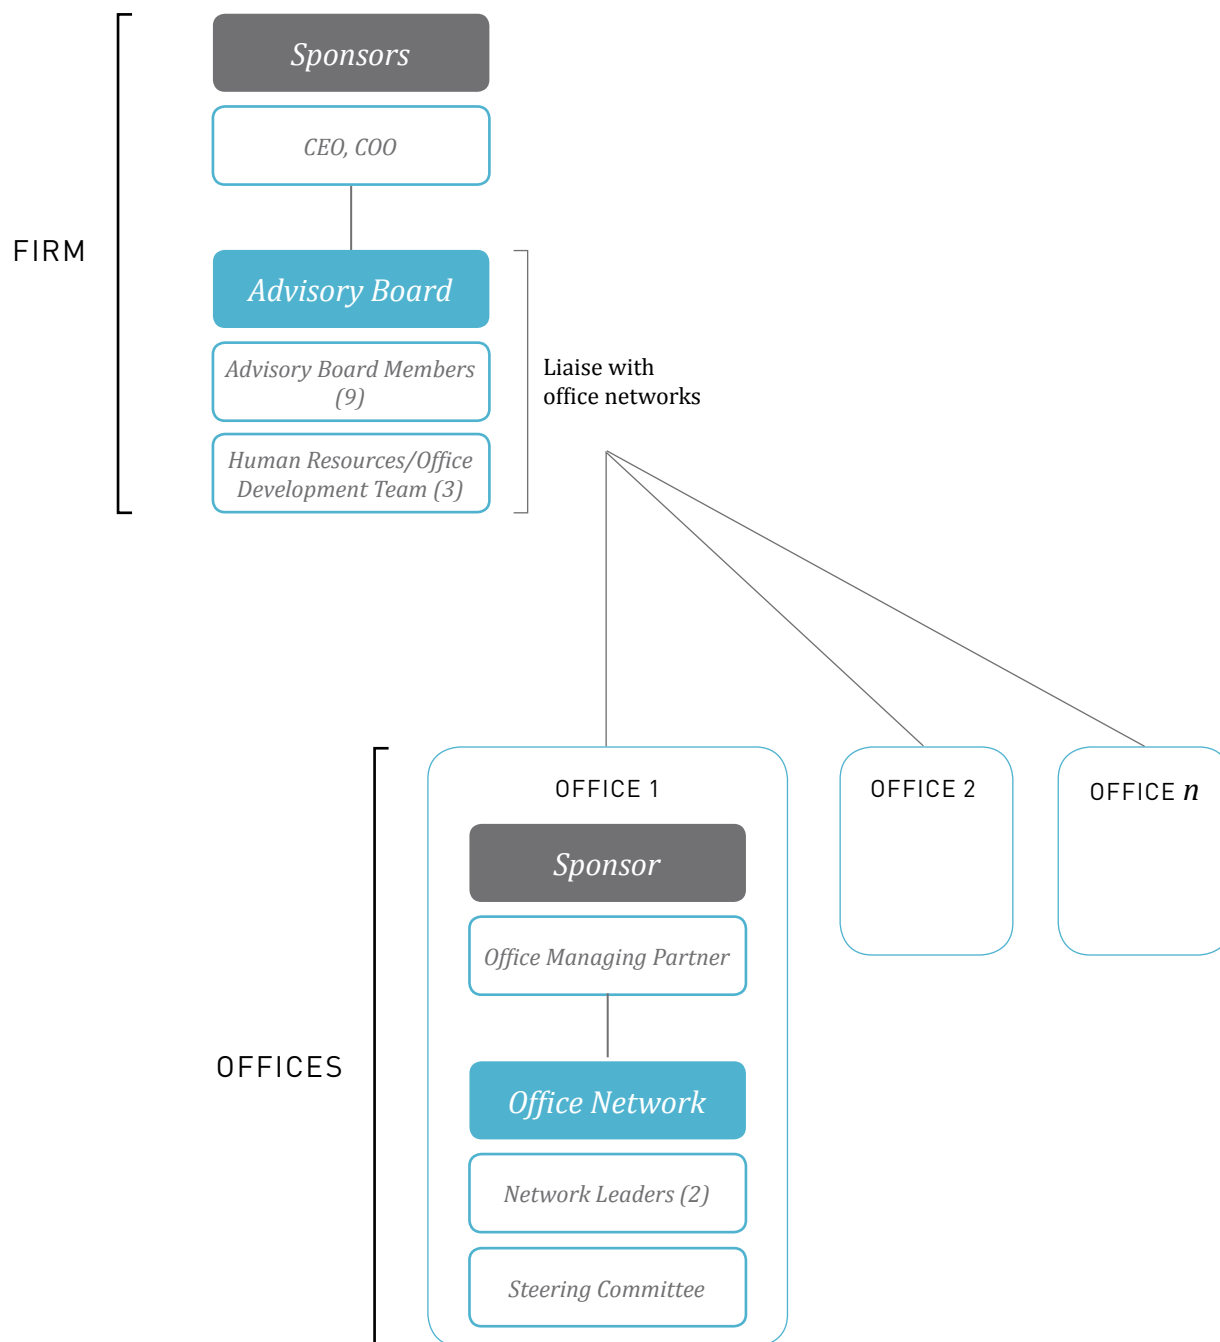 Sponsors
CEO, COO
FIRM
Advisory Board
Advisory Board Members
(9)
Human Resources/Office
Development Team (3)
Liaise with
office networks
OFFICES
OFFICE 1
Sponsor
Office Managing Partner
Office Network
Network Leaders (2)
Steering Committee
OFFICE 2
OFFICE n